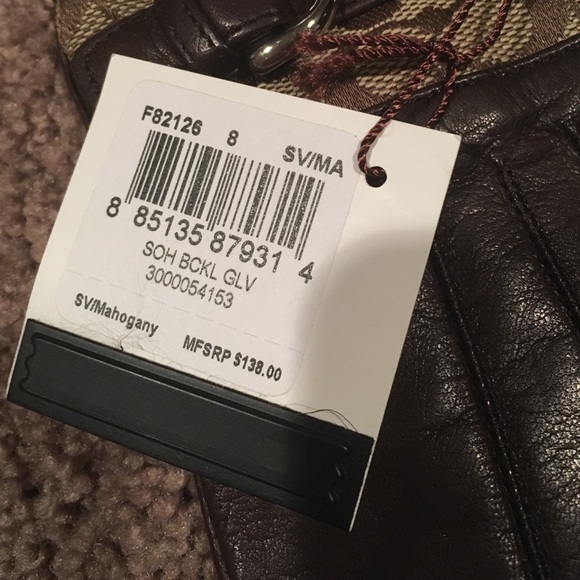 F82126 8 SV/MA
8 85135 87931 4
SOH BCKL GLV
3000054153
SV/Mahogany MFSRP $138.00